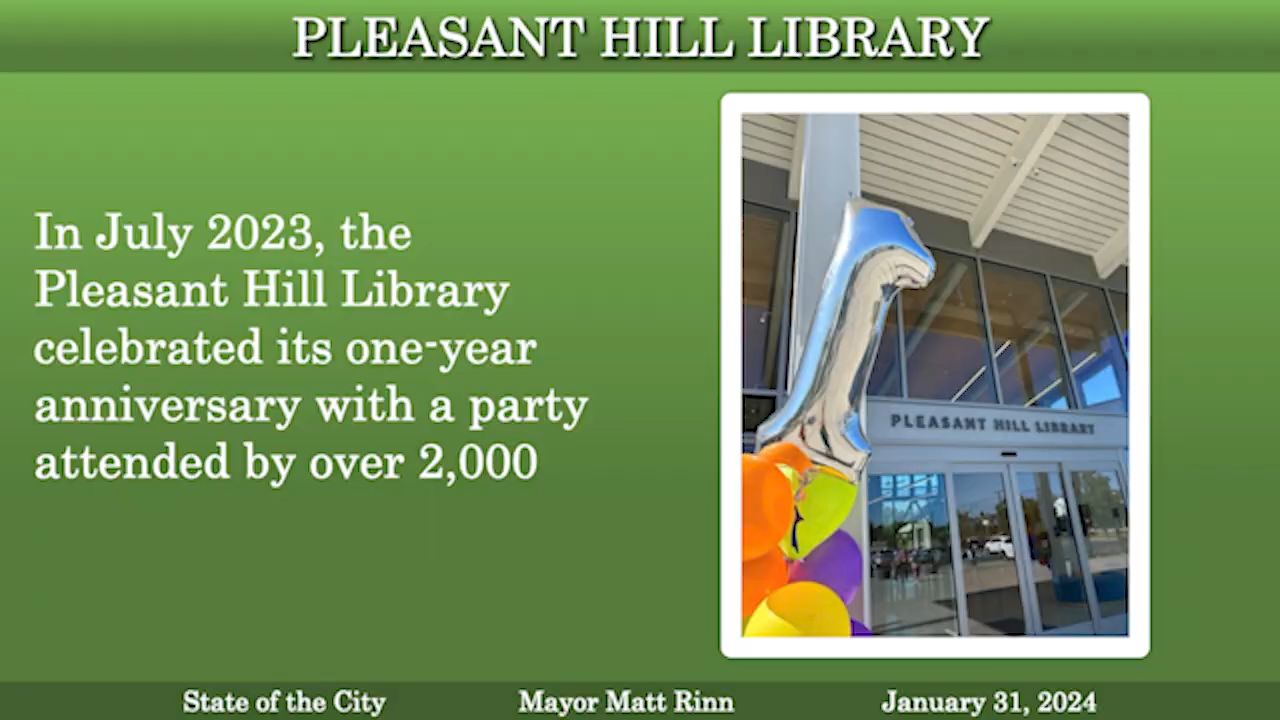 PLEASANT HILL LIBRARY
In July 2023, the
Pleasant Hill Library
celebrated its one-year
anniversary with a party
attended by over 2,000
PLEASANT HILL LIBRARY
State of the City Mayor Matt Rinn January 31, 2024